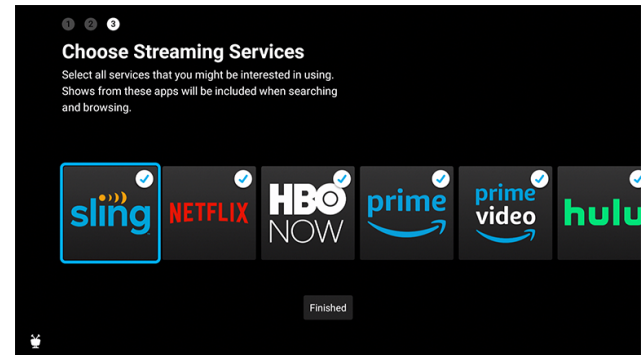 1 2 3
Choose Streaming Services
Select all services that you might be interested in using.
Shows from these apps will be included when searching
and browsing.
sling
NETFLIX
HBO
NOW
prime
prime
video
hulu
Finished